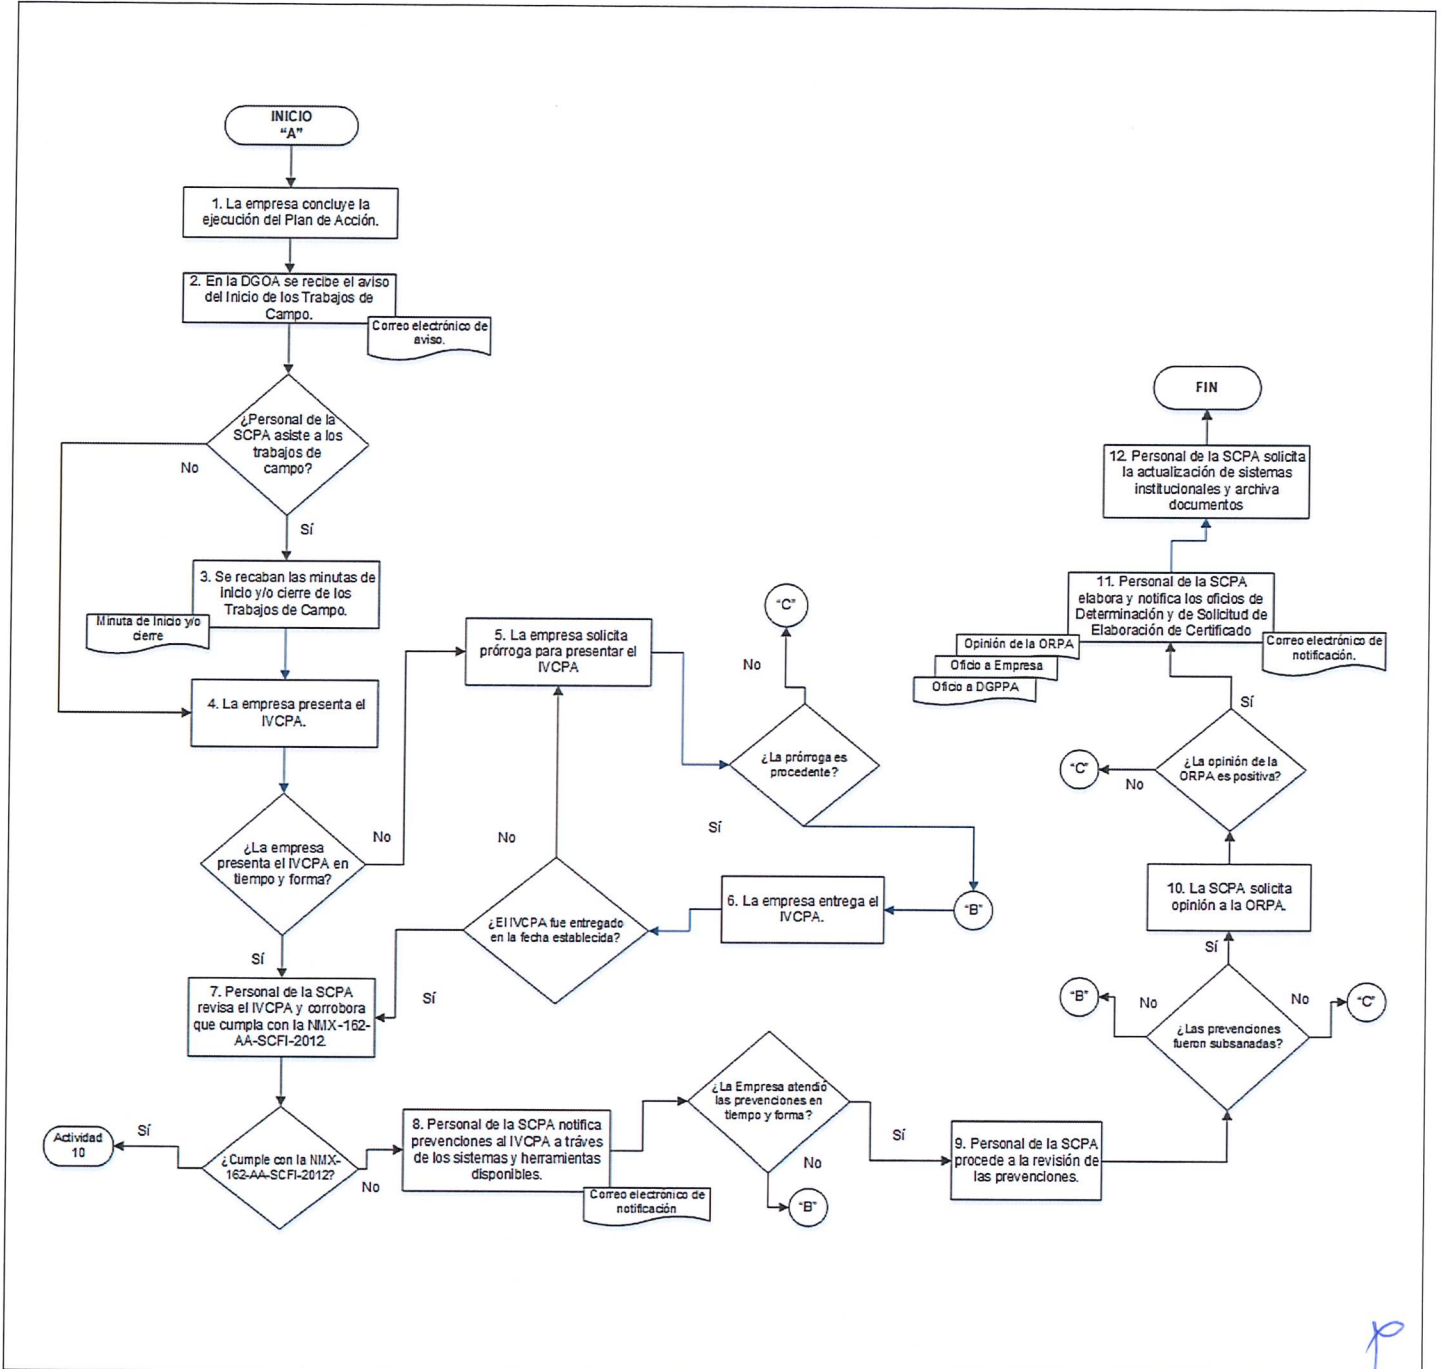 INICIO
“A”
1. La empresa concluye la
ejecución del Plan de Acción.
2. En la DGOA se recibe el aviso
del Inicio de los Trabajos de
Campo.
Correo electrónico de
aviso.
¿Personal de la
SCPA asiste a los
trabajos de
campo?
No
Sí
3. Se recaban las minutas de
inicio y/o cierre de los
Trabajos de Campo.
Minuta de Inicio y/o
cierre
4. La empresa presenta el
IVCPA.
¿La empresa
presenta el IVCPA en
tiempo y forma?
No
Sí
5. La empresa solicita
prórroga para presentar el
IVCPA
“C”
No
¿La prórroga es
procedente?
Sí
“B”
6. La empresa entrega el
IVCPA.
¿El IVCPA fue entregado
en la fecha establecida?
No
Sí
7. Personal de la SCPA
revisa el IVCPA y corrobora
que cumpla con la NMX-162-
AA-SCFI-2012.
¿Cumple con la NMX-
162-AA-SCFI-2012?
Sí
Actividad
10
No
8. Personal de la SCPA notifica
prevenciones al IVCPA a tráves
de los sistemas y herramientas
disponibles.
Correo electrónico de
notificación
¿La Empresa atendió
las prevenciones en
tiempo y forma?
No
“B”
Sí
9. Personal de la SCPA
procede a la revisión de
las prevenciones.
¿Las prevenciones
fueron subsanadas?
No
“B”
No
“C”
Sí
10. La SCPA solicita
opinión a la ORPA.
¿La opinión de la
ORPA es positiva?
No
“C”
Sí
11. Personal de la SCPA
elabora y notifica los oficios de
Determinación y de Solicitud de
Elaboración de Certificado
Opinión de la ORPA
Oficio a Empresa
Oficio a DGPPA
Correo electrónico de
notificación.
12. Personal de la SCPA solicita
la actualización de sistemas
institucionales y archiva
documentos
FIN